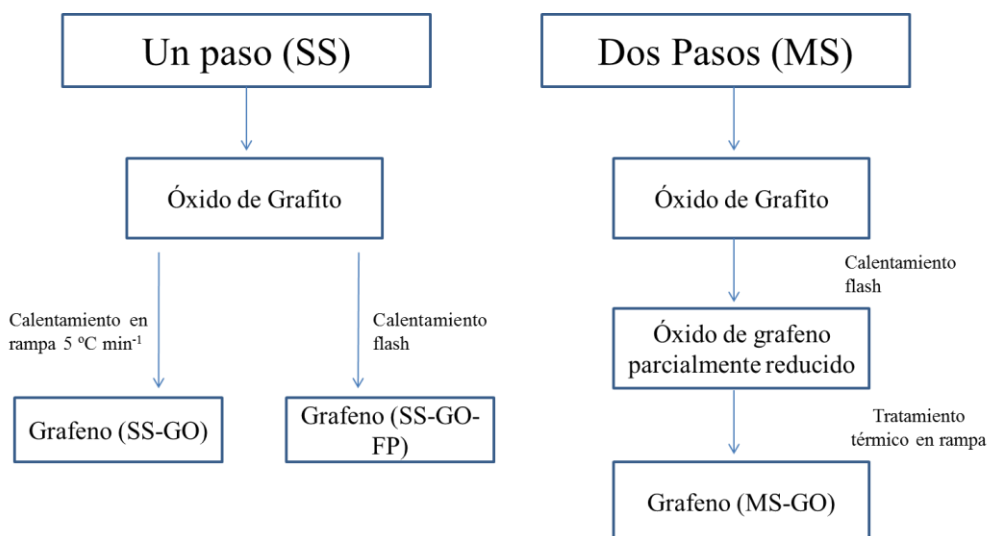 Un paso (SS)
Óxido de Grafito
Calentamiento en
rampa 5 ºC min-1
Calentamiento
flash
Grafeno (SS-GO)
Grafeno (SS-GO-
FP)
Dos Pasos (MS)
Óxido de Grafito
Calentamiento
flash
Óxido de grafeno
parcialmente reducido
Tratamiento
térmico en rampa
Grafeno (MS-GO)